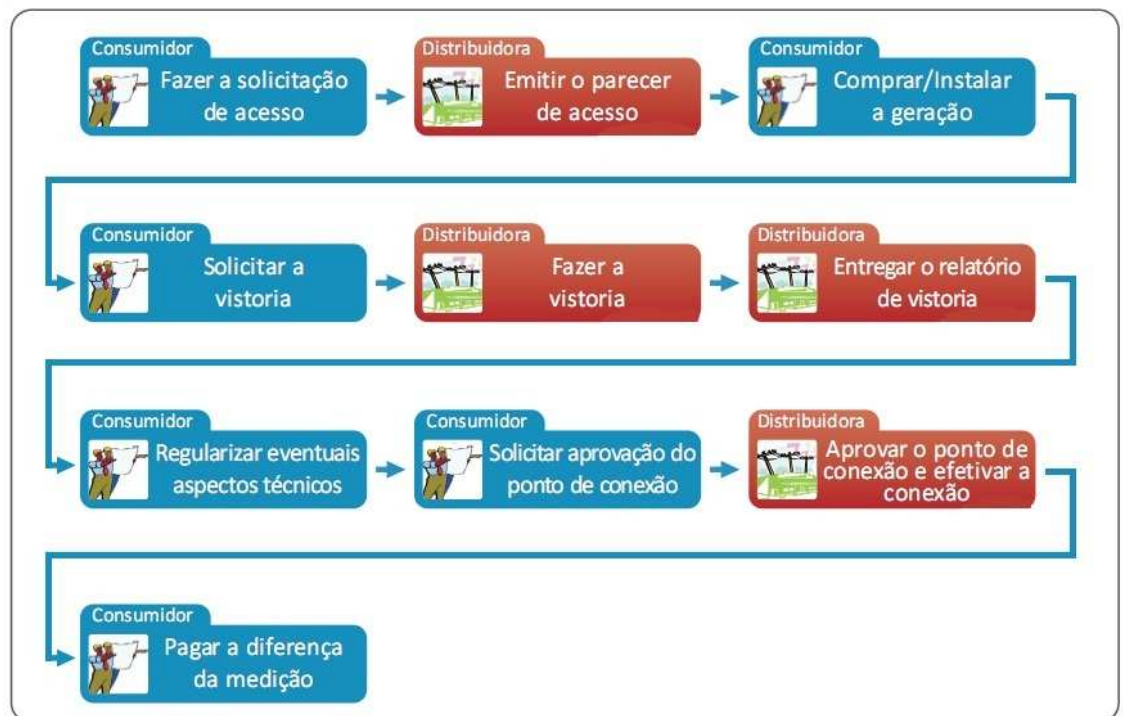 Consumidor
Fazer a solicitação
de acesso
Distribuidora
Emitir o parecer
de acesso
Consumidor
Comprar/Instalar
a geração
Consumidor
Solicitar a
vistoria
Distribuidora
Fazer a
vistoria
Distribuidora
Entregar o relatório
de vistoria
Consumidor
Regularizar eventuais
aspectos técnicos
Consumidor
Solicitar aprovação do
ponto de conexão
Distribuidora
Aprovar o ponto de
conexão e efetivar a
conexão
Consumidor
Pagar a diferença
da medição